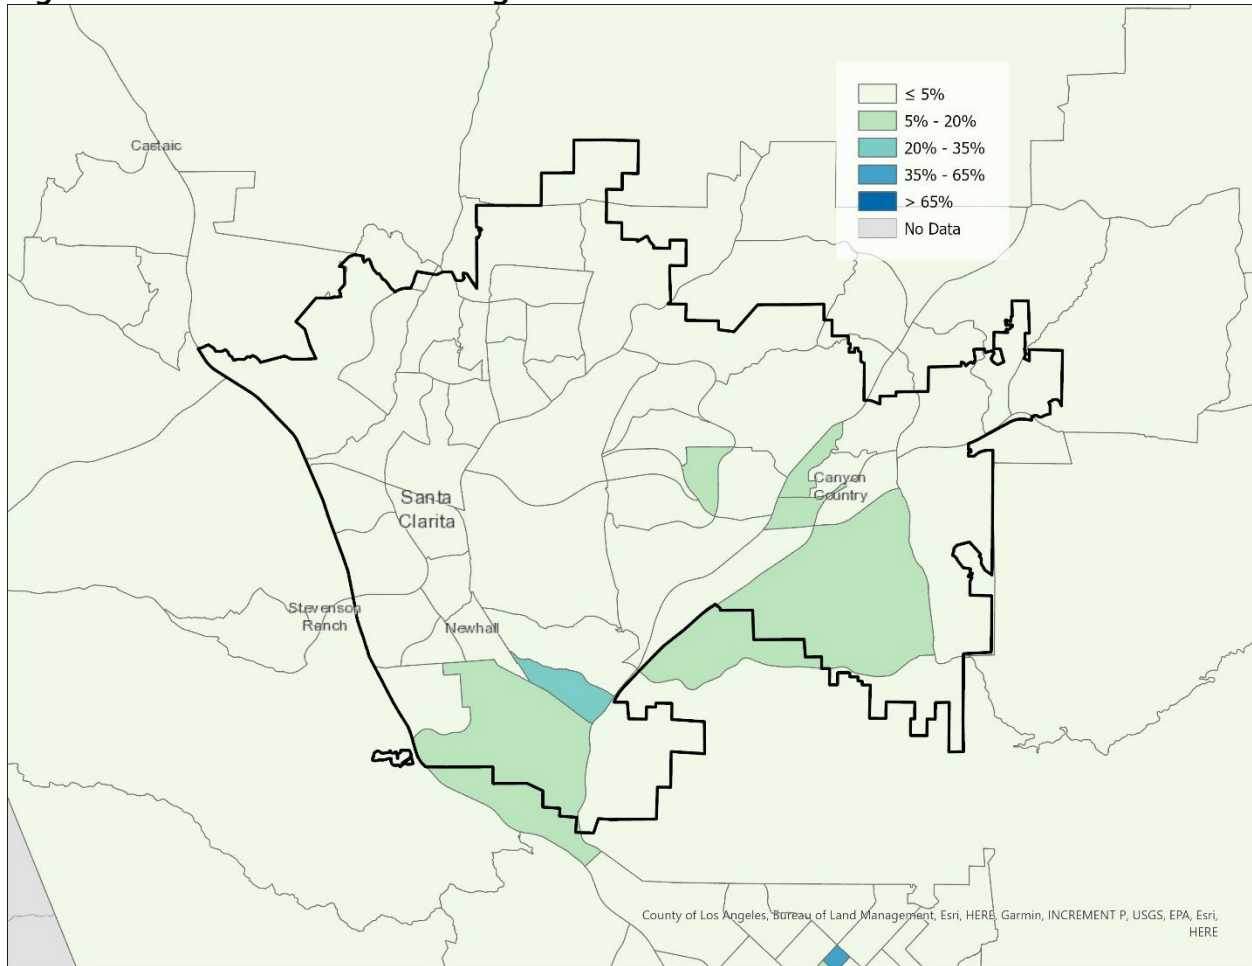 ≤ 5%
5% - 20%
20% - 35%
35% - 65%
> 65%
No Data
Castaic
Canyon
Country
Santa
Clarita
Stevenson
Ranch
Newhall
County of Los Angeles, Bureau of Land Management, Esri, HERE, Garmin, INCREMENT P, USGS, EPA, Esri,
HERE